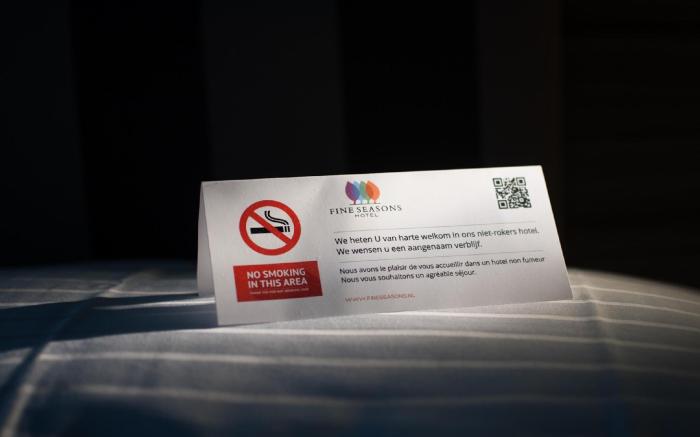 NO SMOKING
IN THIS AREA
FINE SEASONS
HOTEL
We heten U van harte welkom in ons niet-rokers hotel.
We wensen u een aangenaam verblijf.
Nous avons le plaisir de vous accueillir dans un hotel non fumeur
Nous vous souhaitons un agréable séjour.
WWW.FINESEASONS.NL